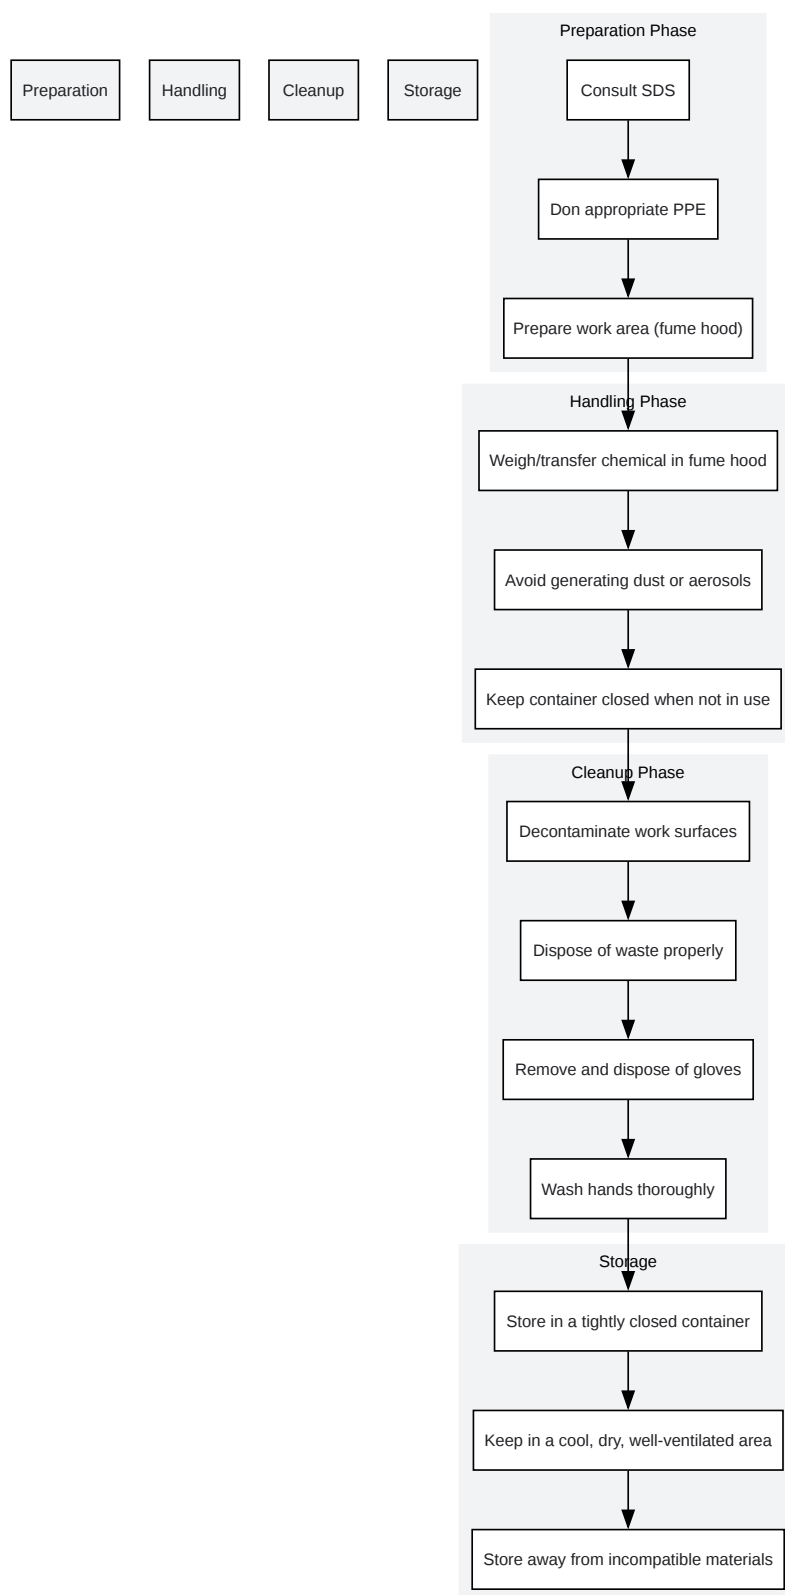 Preparation Phase
Preparation
Handling
Cleanup
Storage
Consult SDS
Don appropriate PPE
Prepare work area (fume hood)
Handling Phase
Weigh/transfer chemical in fume hood
Avoid generating dust or aerosols
Keep container closed when not in use
Cleanup Phase
Decontaminate work surfaces
Dispose of waste properly
Remove and dispose of gloves
Wash hands thoroughly
Storage
Store in a tightly closed container
Keep in a cool, dry, well-ventilated area
Store away from incompatible materials